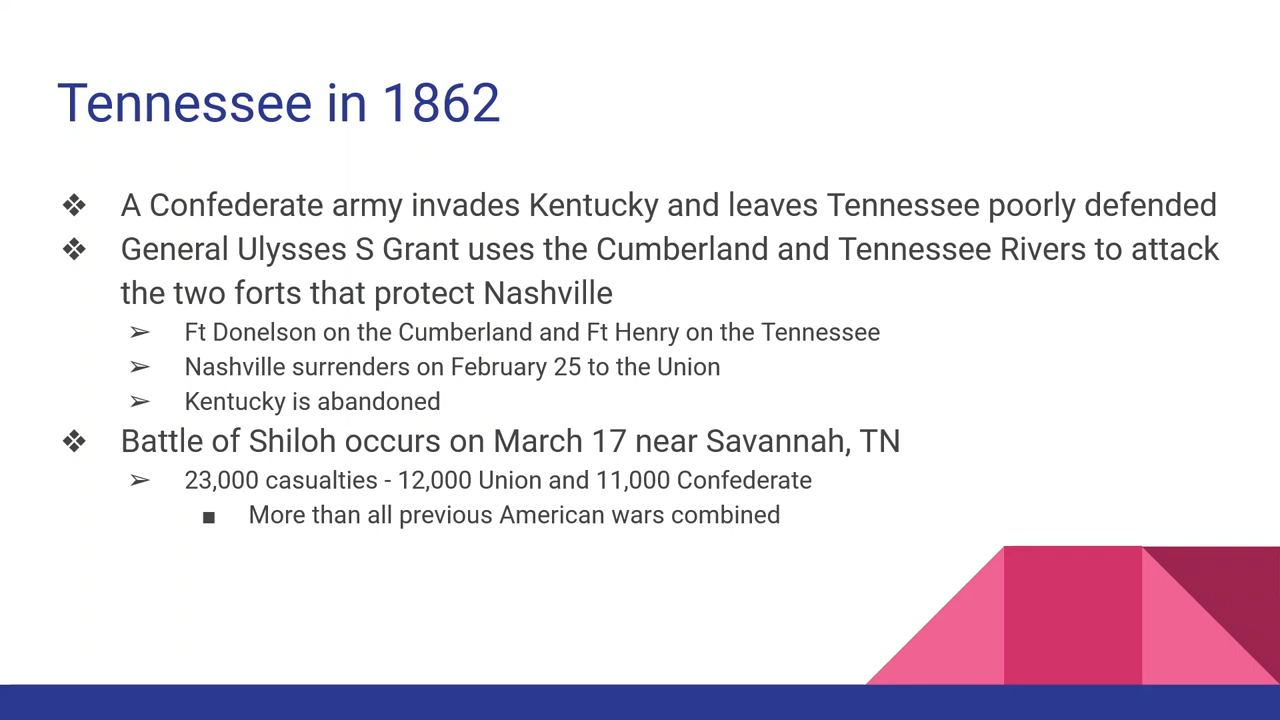 Tennessee in 1862
❖ A Confederate army invades Kentucky and leaves Tennessee poorly defended
❖ General Ulysses S Grant uses the Cumberland and Tennessee Rivers to attack
the two forts that protect Nashville
➢ Ft Donelson on the Cumberland and Ft Henry on the Tennessee
➢ Nashville surrenders on February 25 to the Union
➢ Kentucky is abandoned
❖ Battle of Shiloh occurs on March 17 near Savannah, TN
➢ 23,000 casualties - 12,000 Union and 11,000 Confederate
■ More than all previous American wars combined